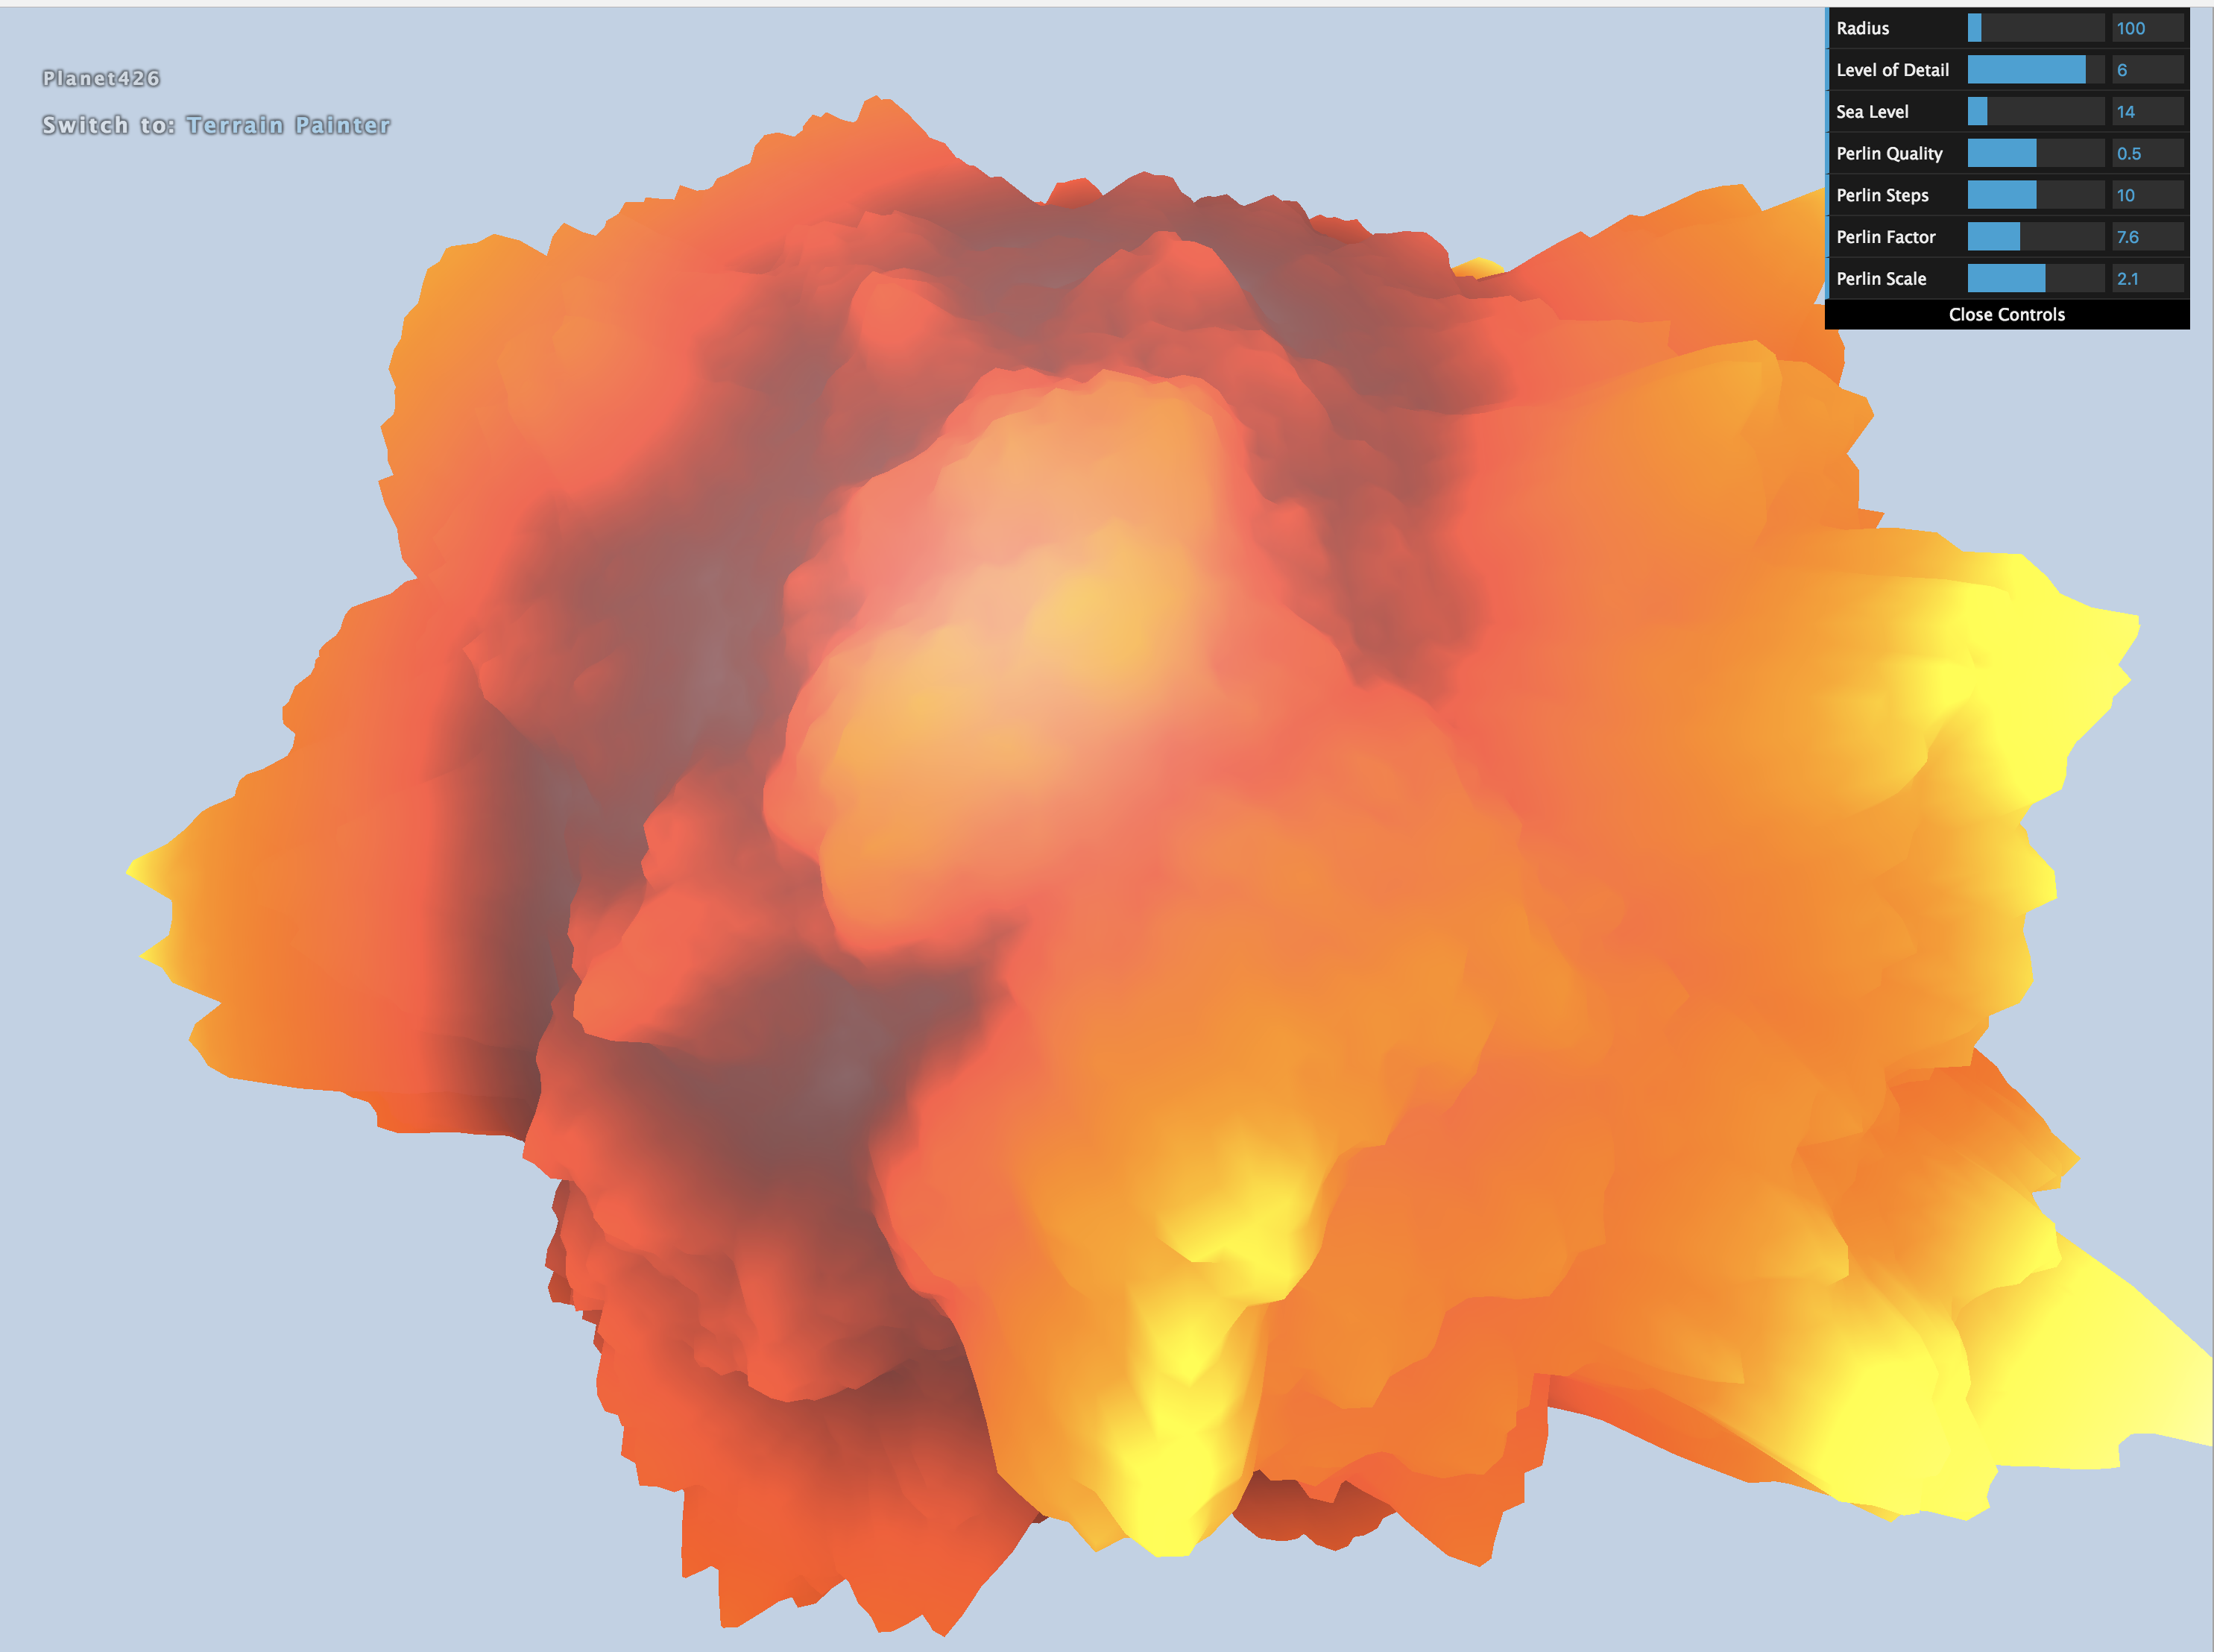 Planet426
Switch to: Terrain Painter
Radius 100
Level of Detail 6
Sea Level 14
Perlin Quality 0.5
Perlin Steps 10
Perlin Factor 7.6
Perlin Scale 2.1
Close Controls